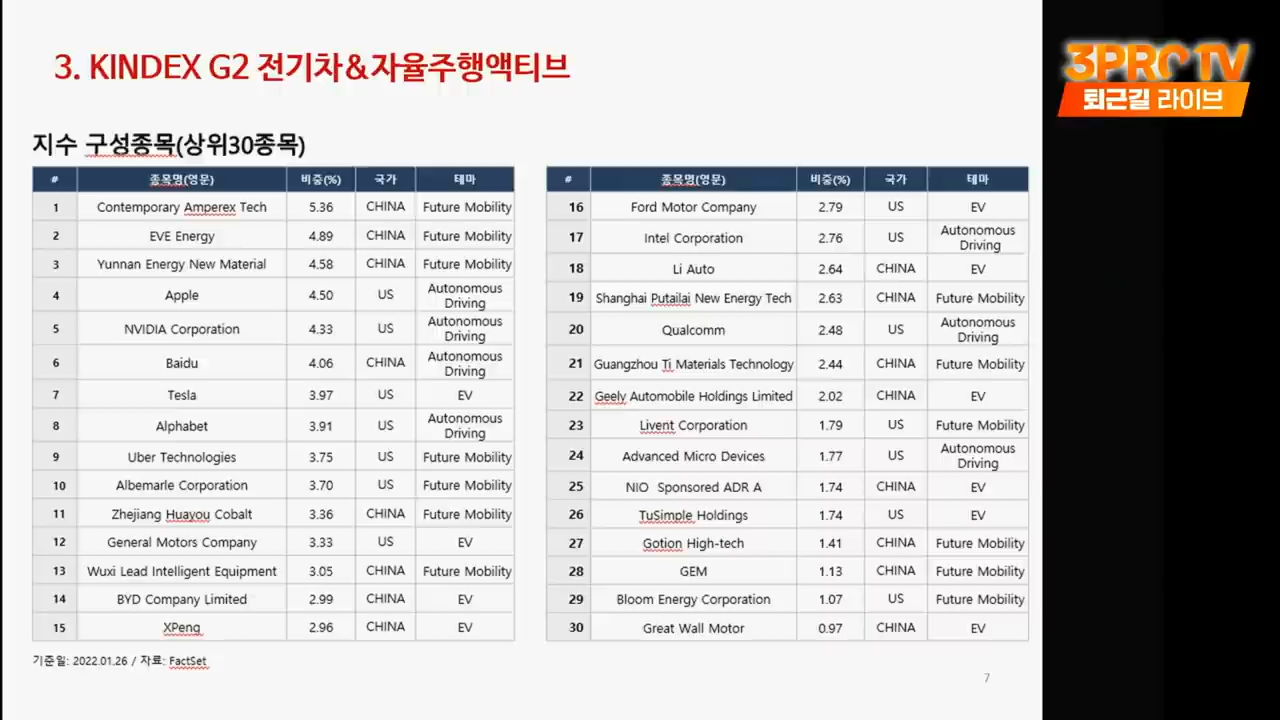 3. KINDEX G2 전기차&자율주행액티브
3PROTV
퇴근길 라이브
지수 구성종목(상위30종목)
# 종목명(영문) 비중(%) 국가 테마
1 Contemporary Amperex Tech 5.36 CHINA Future Mobility
2 EVE Energy 4.89 CHINA Future Mobility
3 Yunnan Energy New Material 4.58 CHINA Future Mobility
4 Apple 4.50 US Autonomous Driving
5 NVIDIA Corporation 4.33 US Autonomous Driving
6 Baidu 4.06 CHINA Autonomous Driving
7 Tesla 3.97 US EV
8 Alphabet 3.91 US Autonomous Driving
9 Uber Technologies 3.75 US Future Mobility
10 Albemarle Corporation 3.70 US Future Mobility
11 Zhejiang Huayou Cobalt 3.36 CHINA Future Mobility
12 General Motors Company 3.33 US EV
13 Wuxi Lead Intelligent Equipment 3.05 CHINA Future Mobility
14 BYD Company Limited 2.99 CHINA EV
15 XPeng 2.96 CHINA EV
# 종목명(영문) 비중(%) 국가 테마
16 Ford Motor Company 2.79 US EV
17 Intel Corporation 2.76 US Autonomous Driving
18 Li Auto 2.64 CHINA EV
19 Shanghai Putailai New Energy Tech 2.63 CHINA Future Mobility
20 Qualcomm 2.48 US Autonomous Driving
21 Guangzhou Ti Materials Technology 2.44 CHINA Future Mobility
22 Geely Automobile Holdings Limited 2.02 CHINA EV
23 Livent Corporation 1.79 US Future Mobility
24 Advanced Micro Devices 1.77 US Autonomous Driving
25 NIO Sponsored ADR A 1.74 CHINA EV
26 TuSimple Holdings 1.74 US EV
27 Gotion High-tech 1.41 CHINA Future Mobility
28 GEM 1.13 CHINA Future Mobility
29 Bloom Energy Corporation 1.07 US Future Mobility
30 Great Wall Motor 0.97 CHINA EV
기준일: 2022.01.26 / 자료: FactSet
7